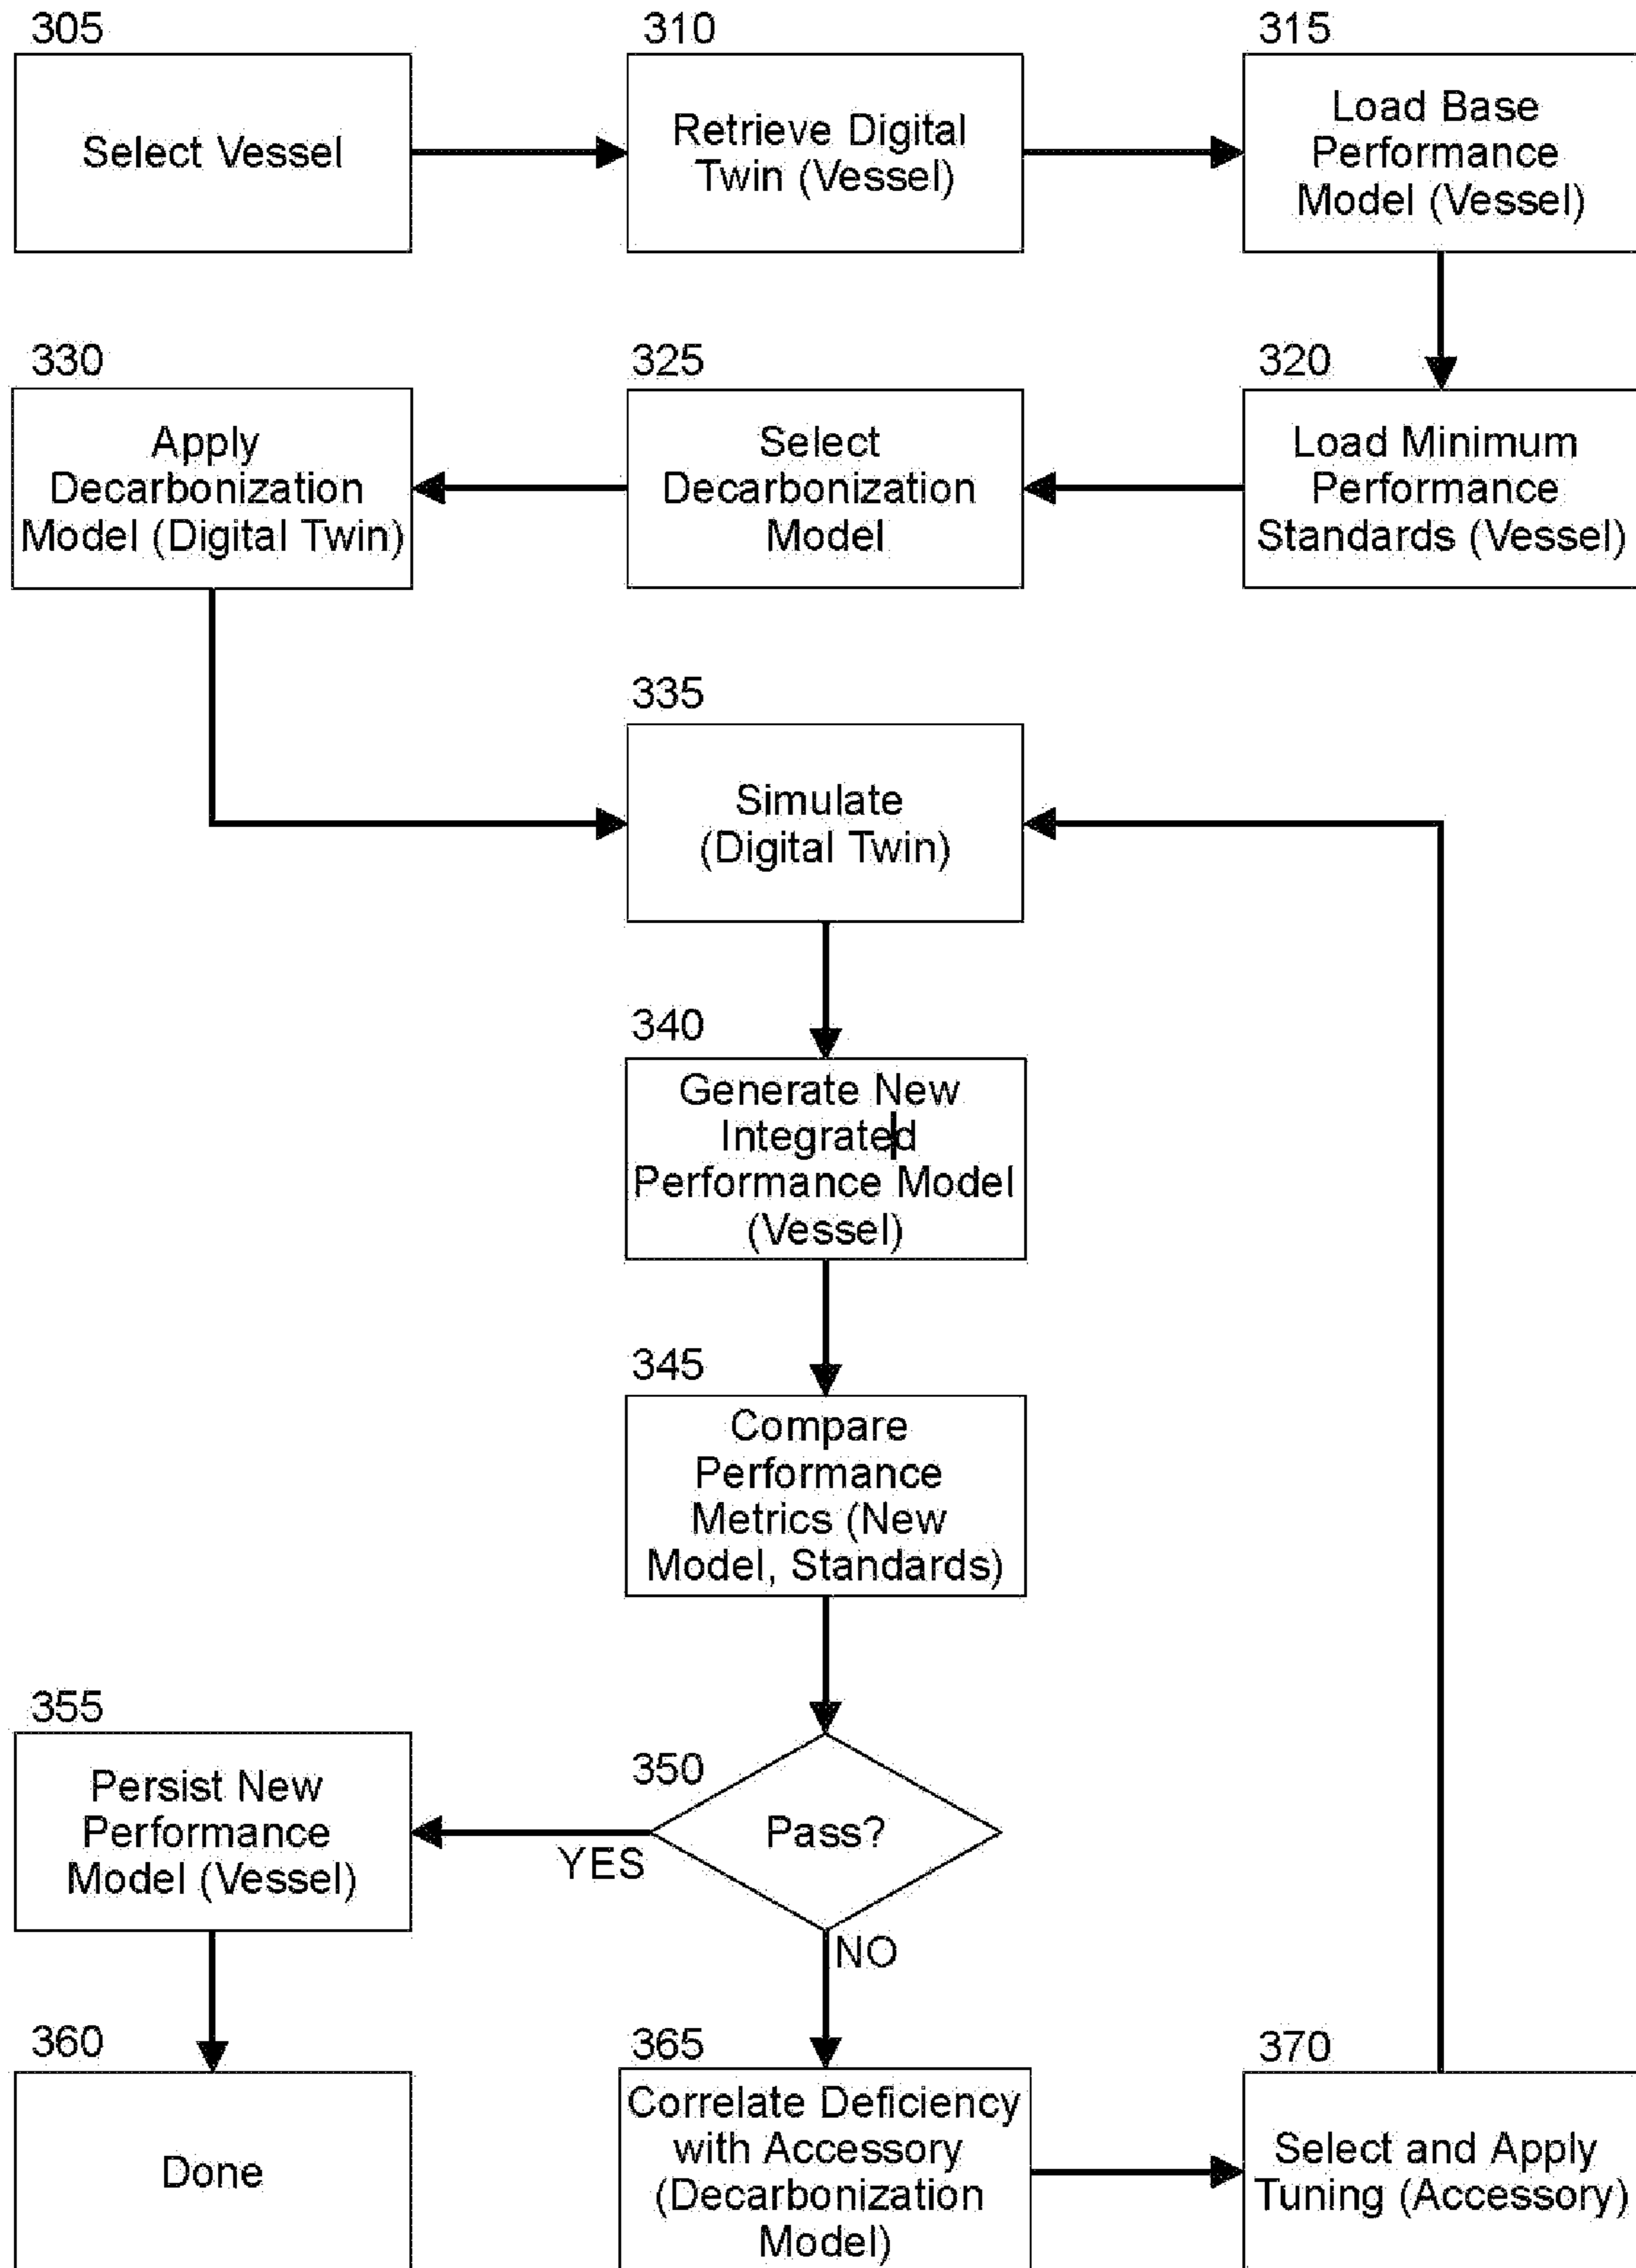 305
Select Vessel
310
Retrieve Digital
Twin (Vessel)
315
Load Base
Performance
Model (Vessel)
330
Apply
Decarbonization
Model (Digital Twin)
325
Select
Decarbonization
Model
320
Load Minimum
Performance
Standards (Vessel)
335
Simulate
(Digital Twin)
340
Generate New
Integrated
Performance Model
(Vessel)
345
Compare
Performance
Metrics (New
Model, Standards)
355
Persist New
Performance
Model (Vessel)
350
Pass?
YES
NO
360
Done
365
Correlate Deficiency
with Accessory
(Decarbonization
Model)
370
Select and Apply
Tuning (Accessory)